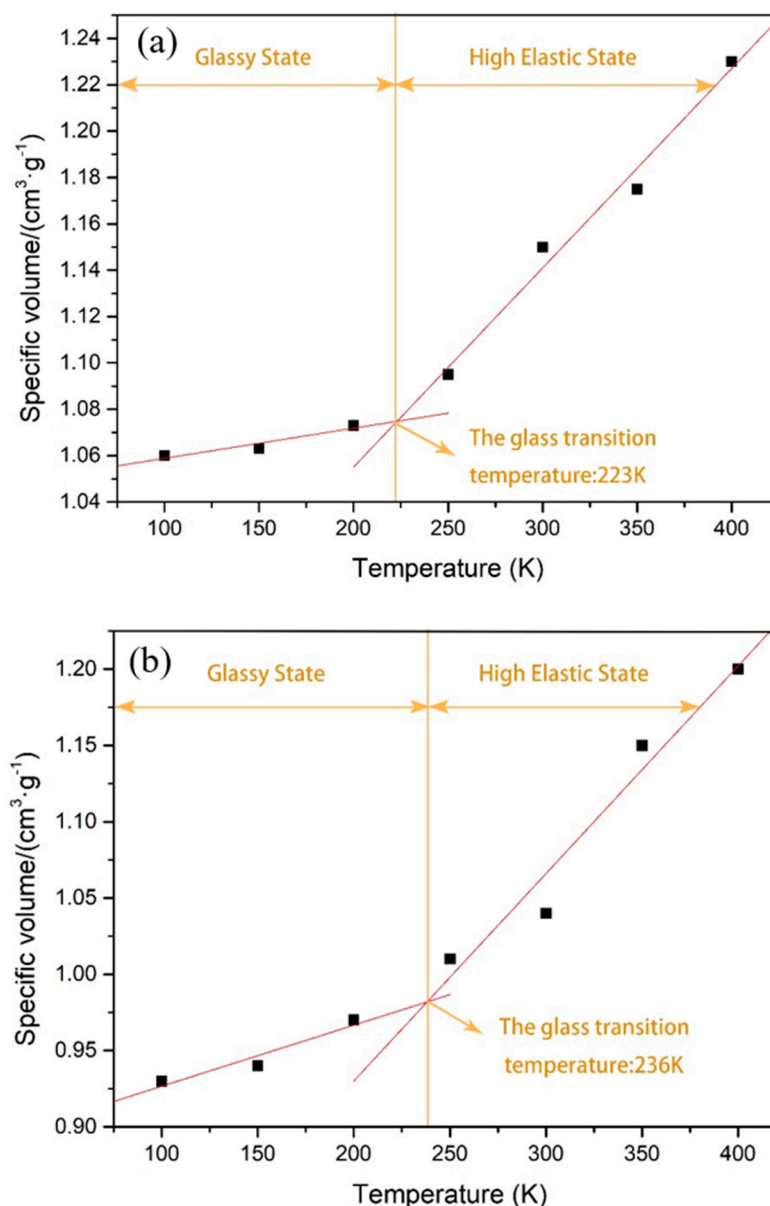 (a)
Glassy State
High Elastic State
1.24
1.22
1.20
1.18
1.16
1.14
1.12
1.10
1.08
1.06
1.04
Specific volume/(cm³·g⁻¹)
The glass transition
temperature:223K
100 150 200 250 300 350 400
Temperature (K)
(b)
Glassy State
High Elastic State
1.20
1.15
1.10
1.05
1.00
0.95
0.90
Specific volume/(cm³·g⁻¹)
The glass transition
temperature:236K
100 150 200 250 300 350 400
Temperature (K)